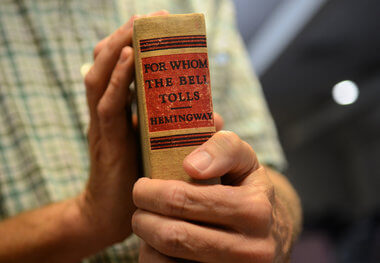 FOR WHOM
THE BELL
TOLLS
HEMINGWAY